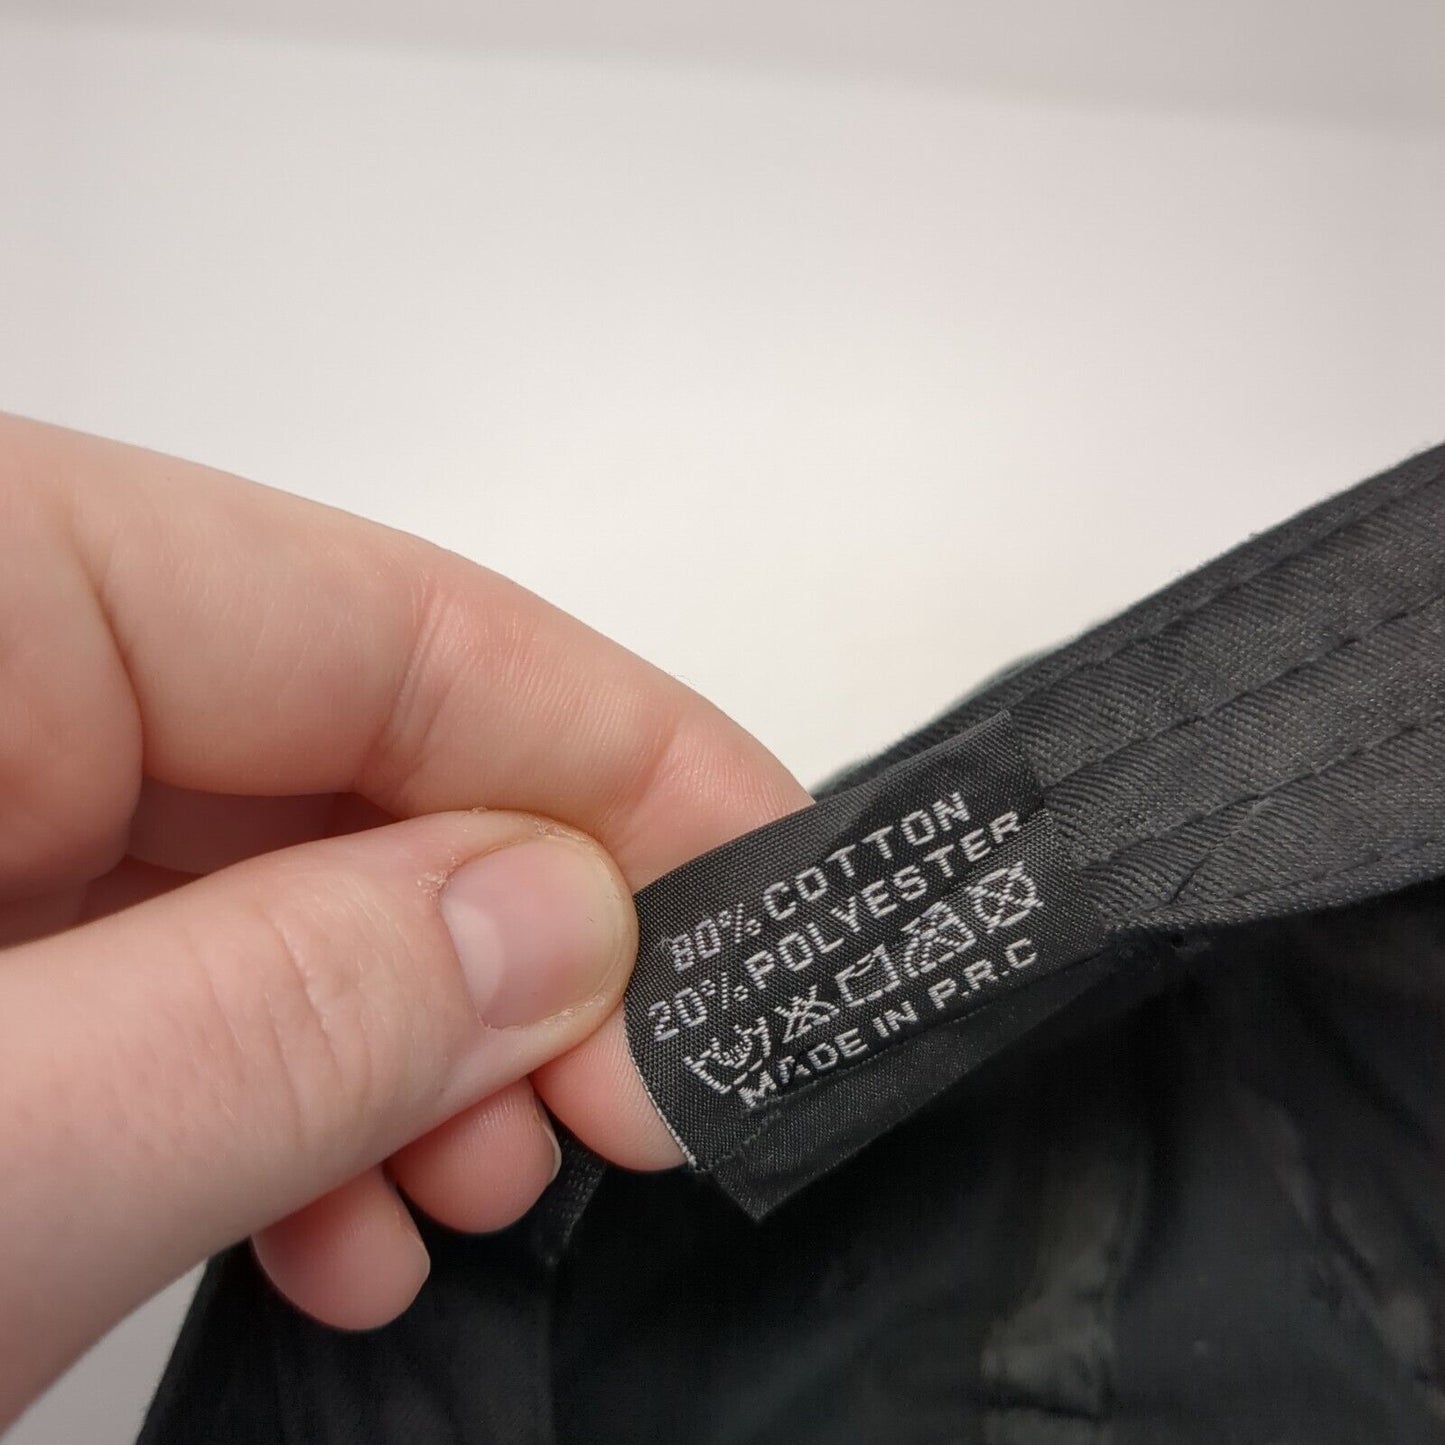 80% COTTON
20% POLYESTER
MADE IN P.R.C